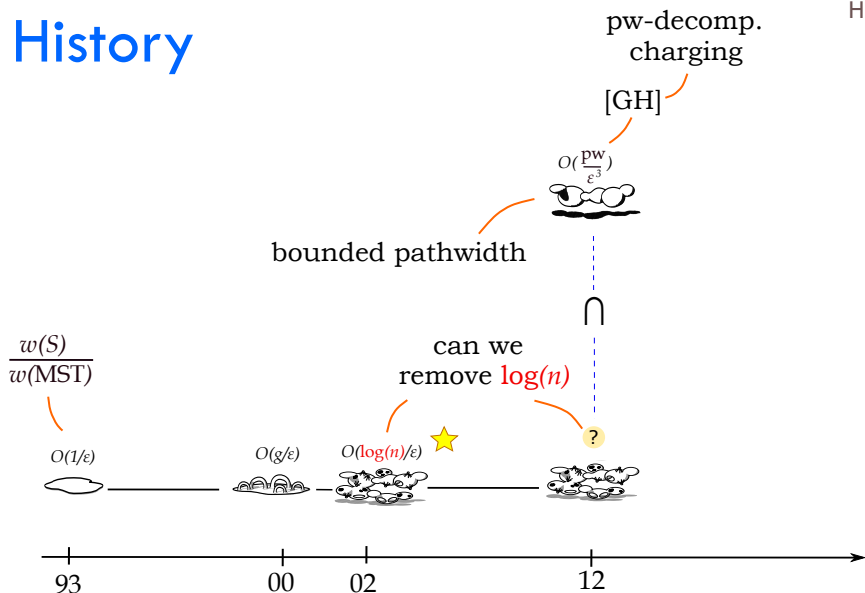 History
H
pw-decomp.
charging
[GH]
O(pw/ε³)
bounded pathwidth
∩
w(S)
w(MST)
can we
remove log(n)
?
O(1/ε)
O(g/ε)
O(log(n)/ε)
93
00
02
12